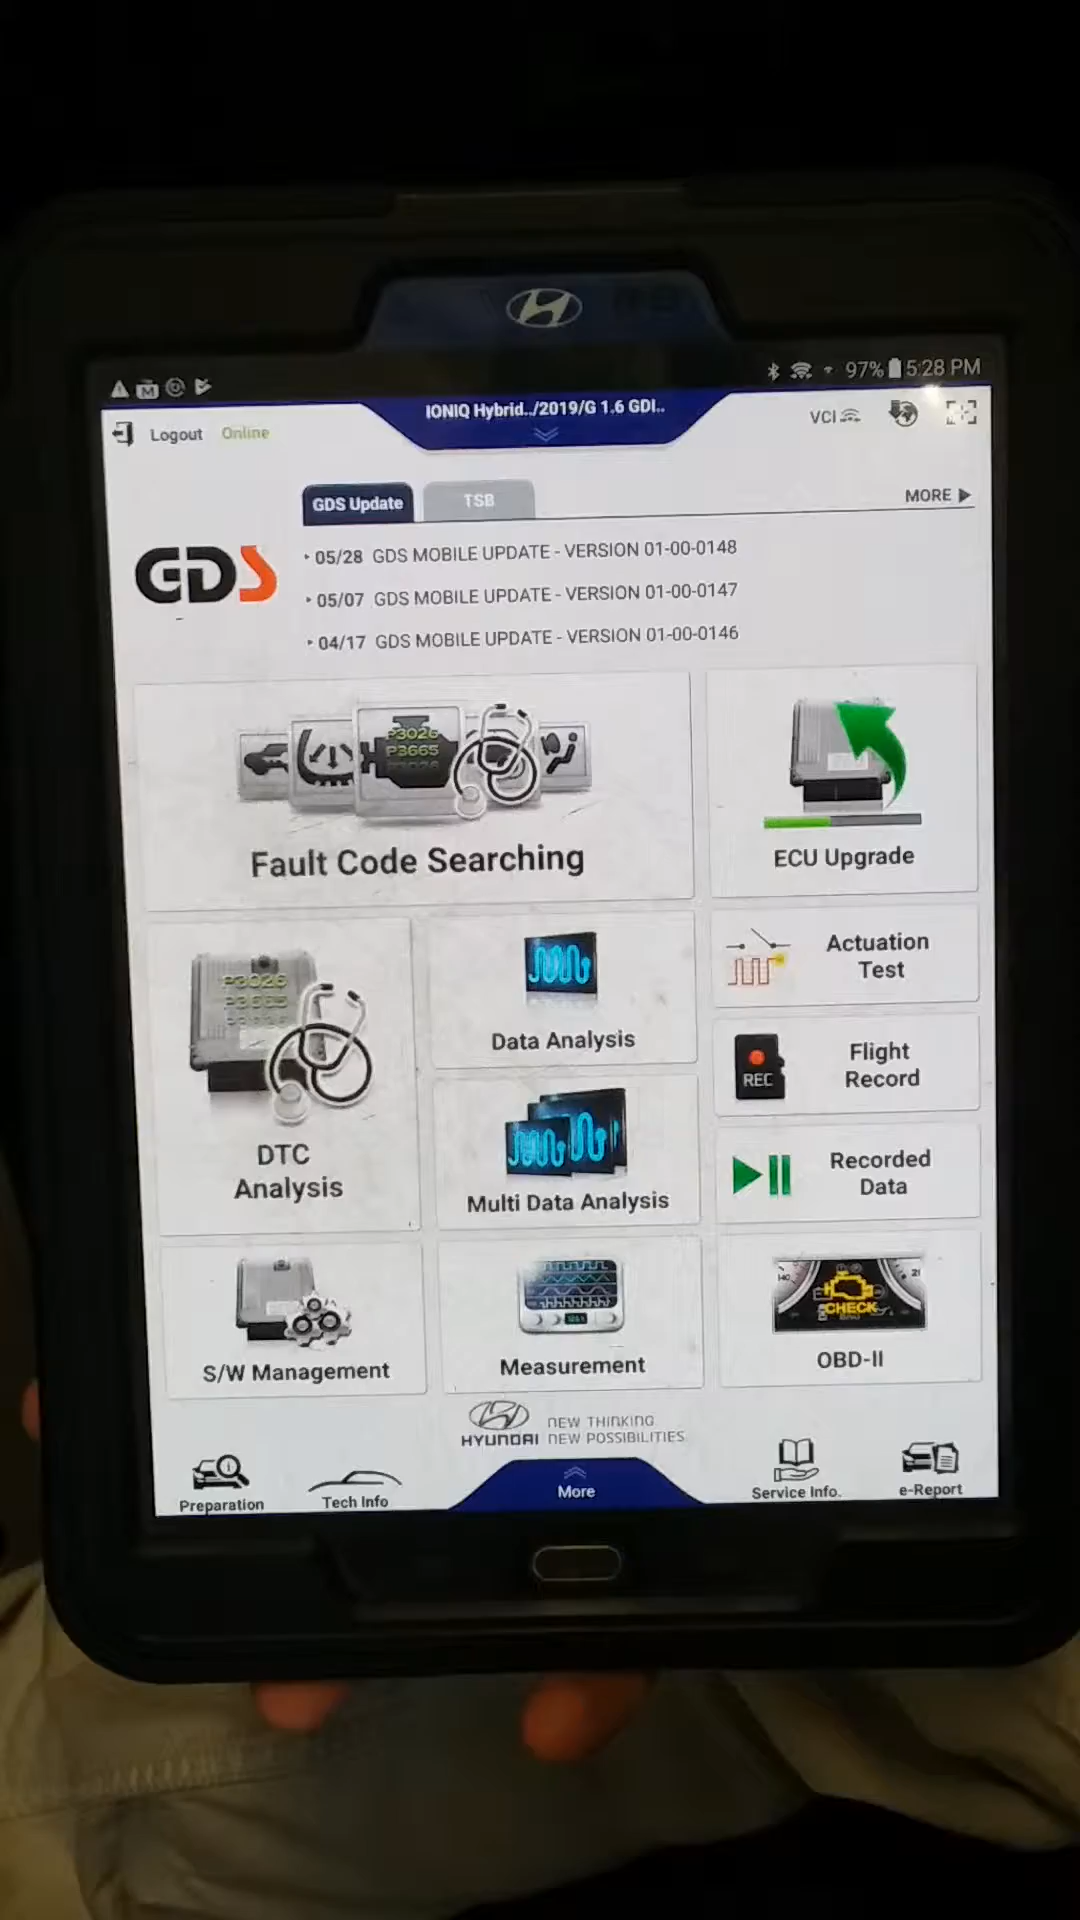 97% 5:28 PM
IONIQ Hybrid../2019/G 1.6 GDI..
Logout Online
VCI
GDS Update TSB
MORE
GDS
05/28 GDS MOBILE UPDATE - VERSION 01-00-0148
05/07 GDS MOBILE UPDATE - VERSION 01-00-0147
04/17 GDS MOBILE UPDATE - VERSION 01-00-0146
P3026
P3665
Fault Code Searching
ECU Upgrade
P3026
DTC
Analysis
Data Analysis
Multi Data Analysis
Actuation
Test
REC
Flight
Record
Recorded
Data
S/W Management
Measurement
140
CHECK
OBD-II
HYUNDAI
NEW THINKING
NEW POSSIBILITIES
Preparation
Tech Info
More
Service Info.
e-Report